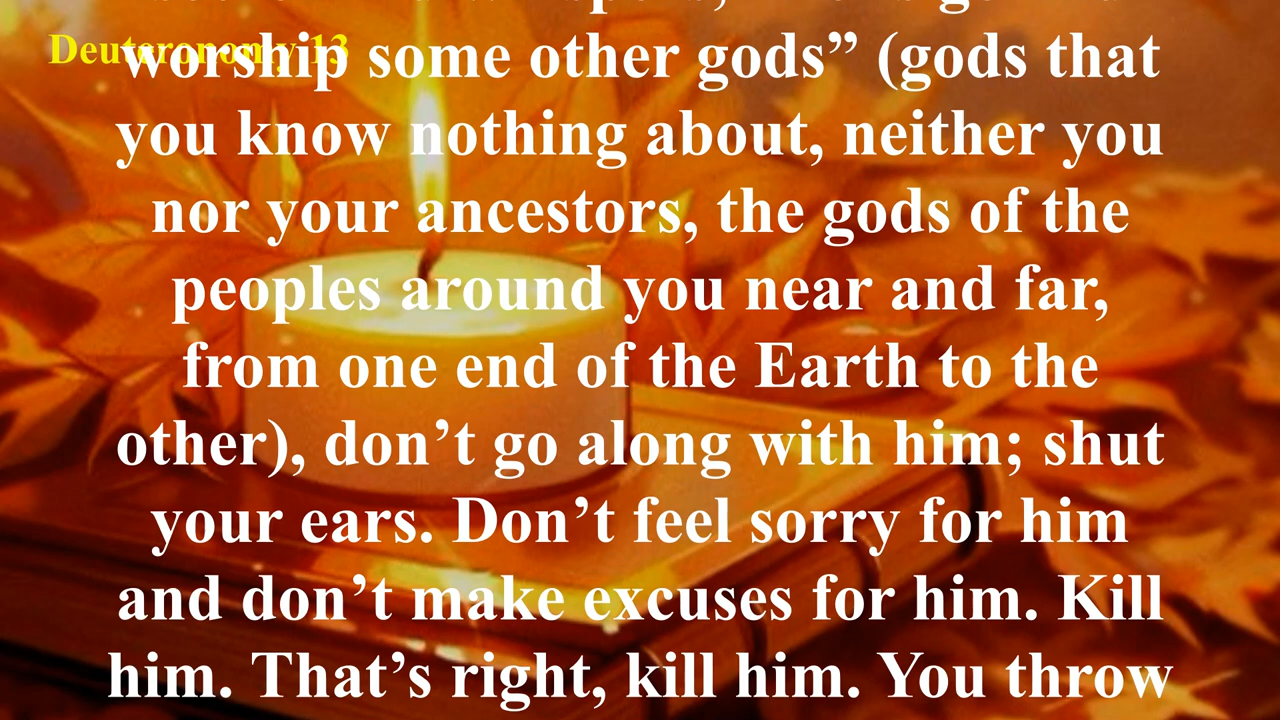 Deuteronomy 13
worship some other gods” (gods that
you know nothing about, neither you
nor your ancestors, the gods of the
peoples around you near and far,
from one end of the Earth to the
other), don’t go along with him; shut
your ears. Don’t feel sorry for him
and don’t make excuses for him. Kill
him. That’s right, kill him. You throw